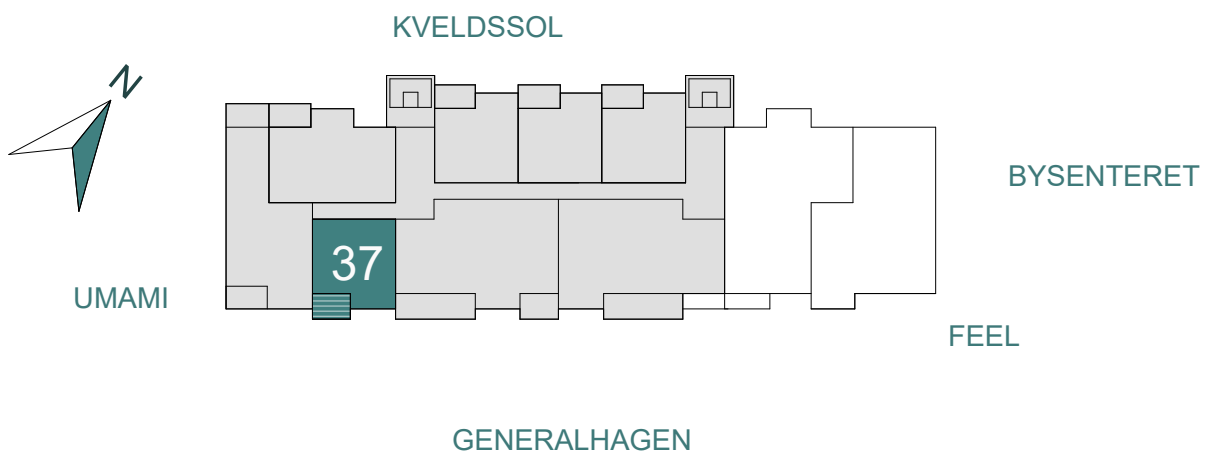 KVELDSSOL
N
BYSENTERET
37
UMAMI
FEEL
GENERALHAGEN